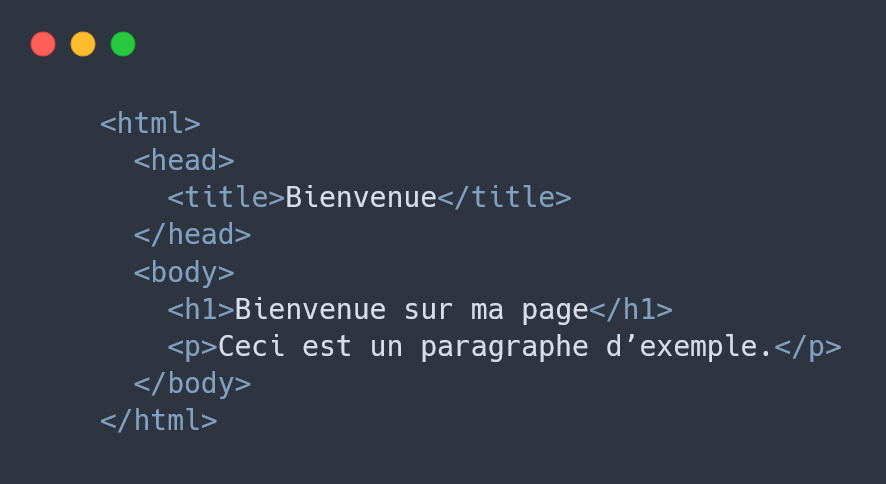 <html>
  <head>
    <title>Bienvenue</title>
  </head>
  <body>
    <h1>Bienvenue sur ma page</h1>
    <p>Ceci est un paragraphe d’exemple.</p>
  </body>
</html>